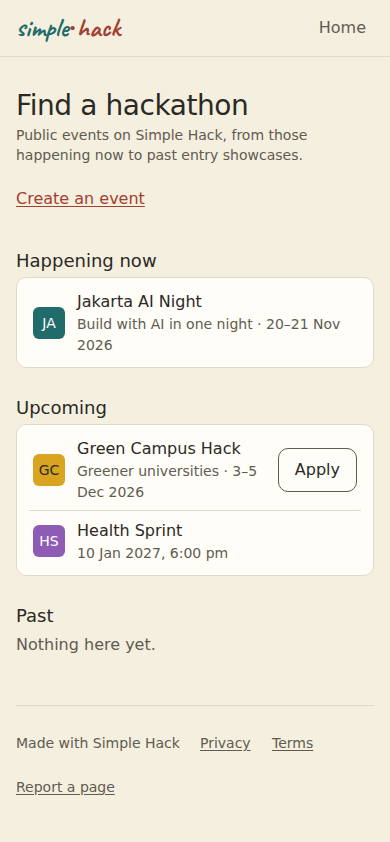 simple·hack
Home
Find a hackathon
Public events on Simple Hack, from those
happening now to past entry showcases.
Create an event
Happening now
JA
Jakarta AI Night
Build with AI in one night · 20–21 Nov
2026
Upcoming
GC
Green Campus Hack
Greener universities · 3–5
Dec 2026
Apply
HS
Health Sprint
10 Jan 2027, 6:00 pm
Past
Nothing here yet.
Made with Simple Hack
Privacy
Terms
Report a page